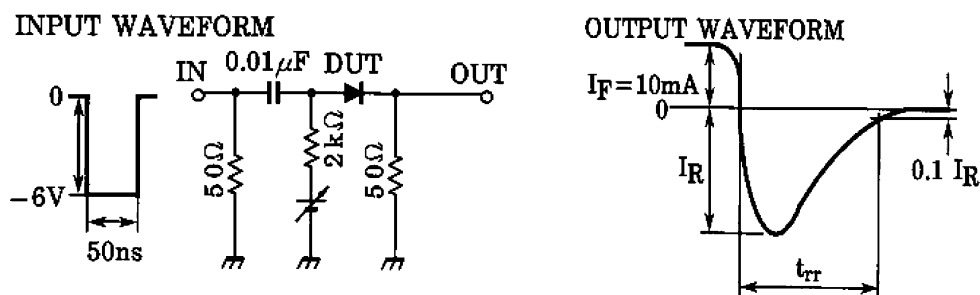 INPUT WAVEFORM
0
−6V
50ns
IN
0.01μF
DUT
OUT
50Ω
2kΩ
50Ω
OUTPUT WAVEFORM
IF=10mA
0
IR
0.1 IR
trr